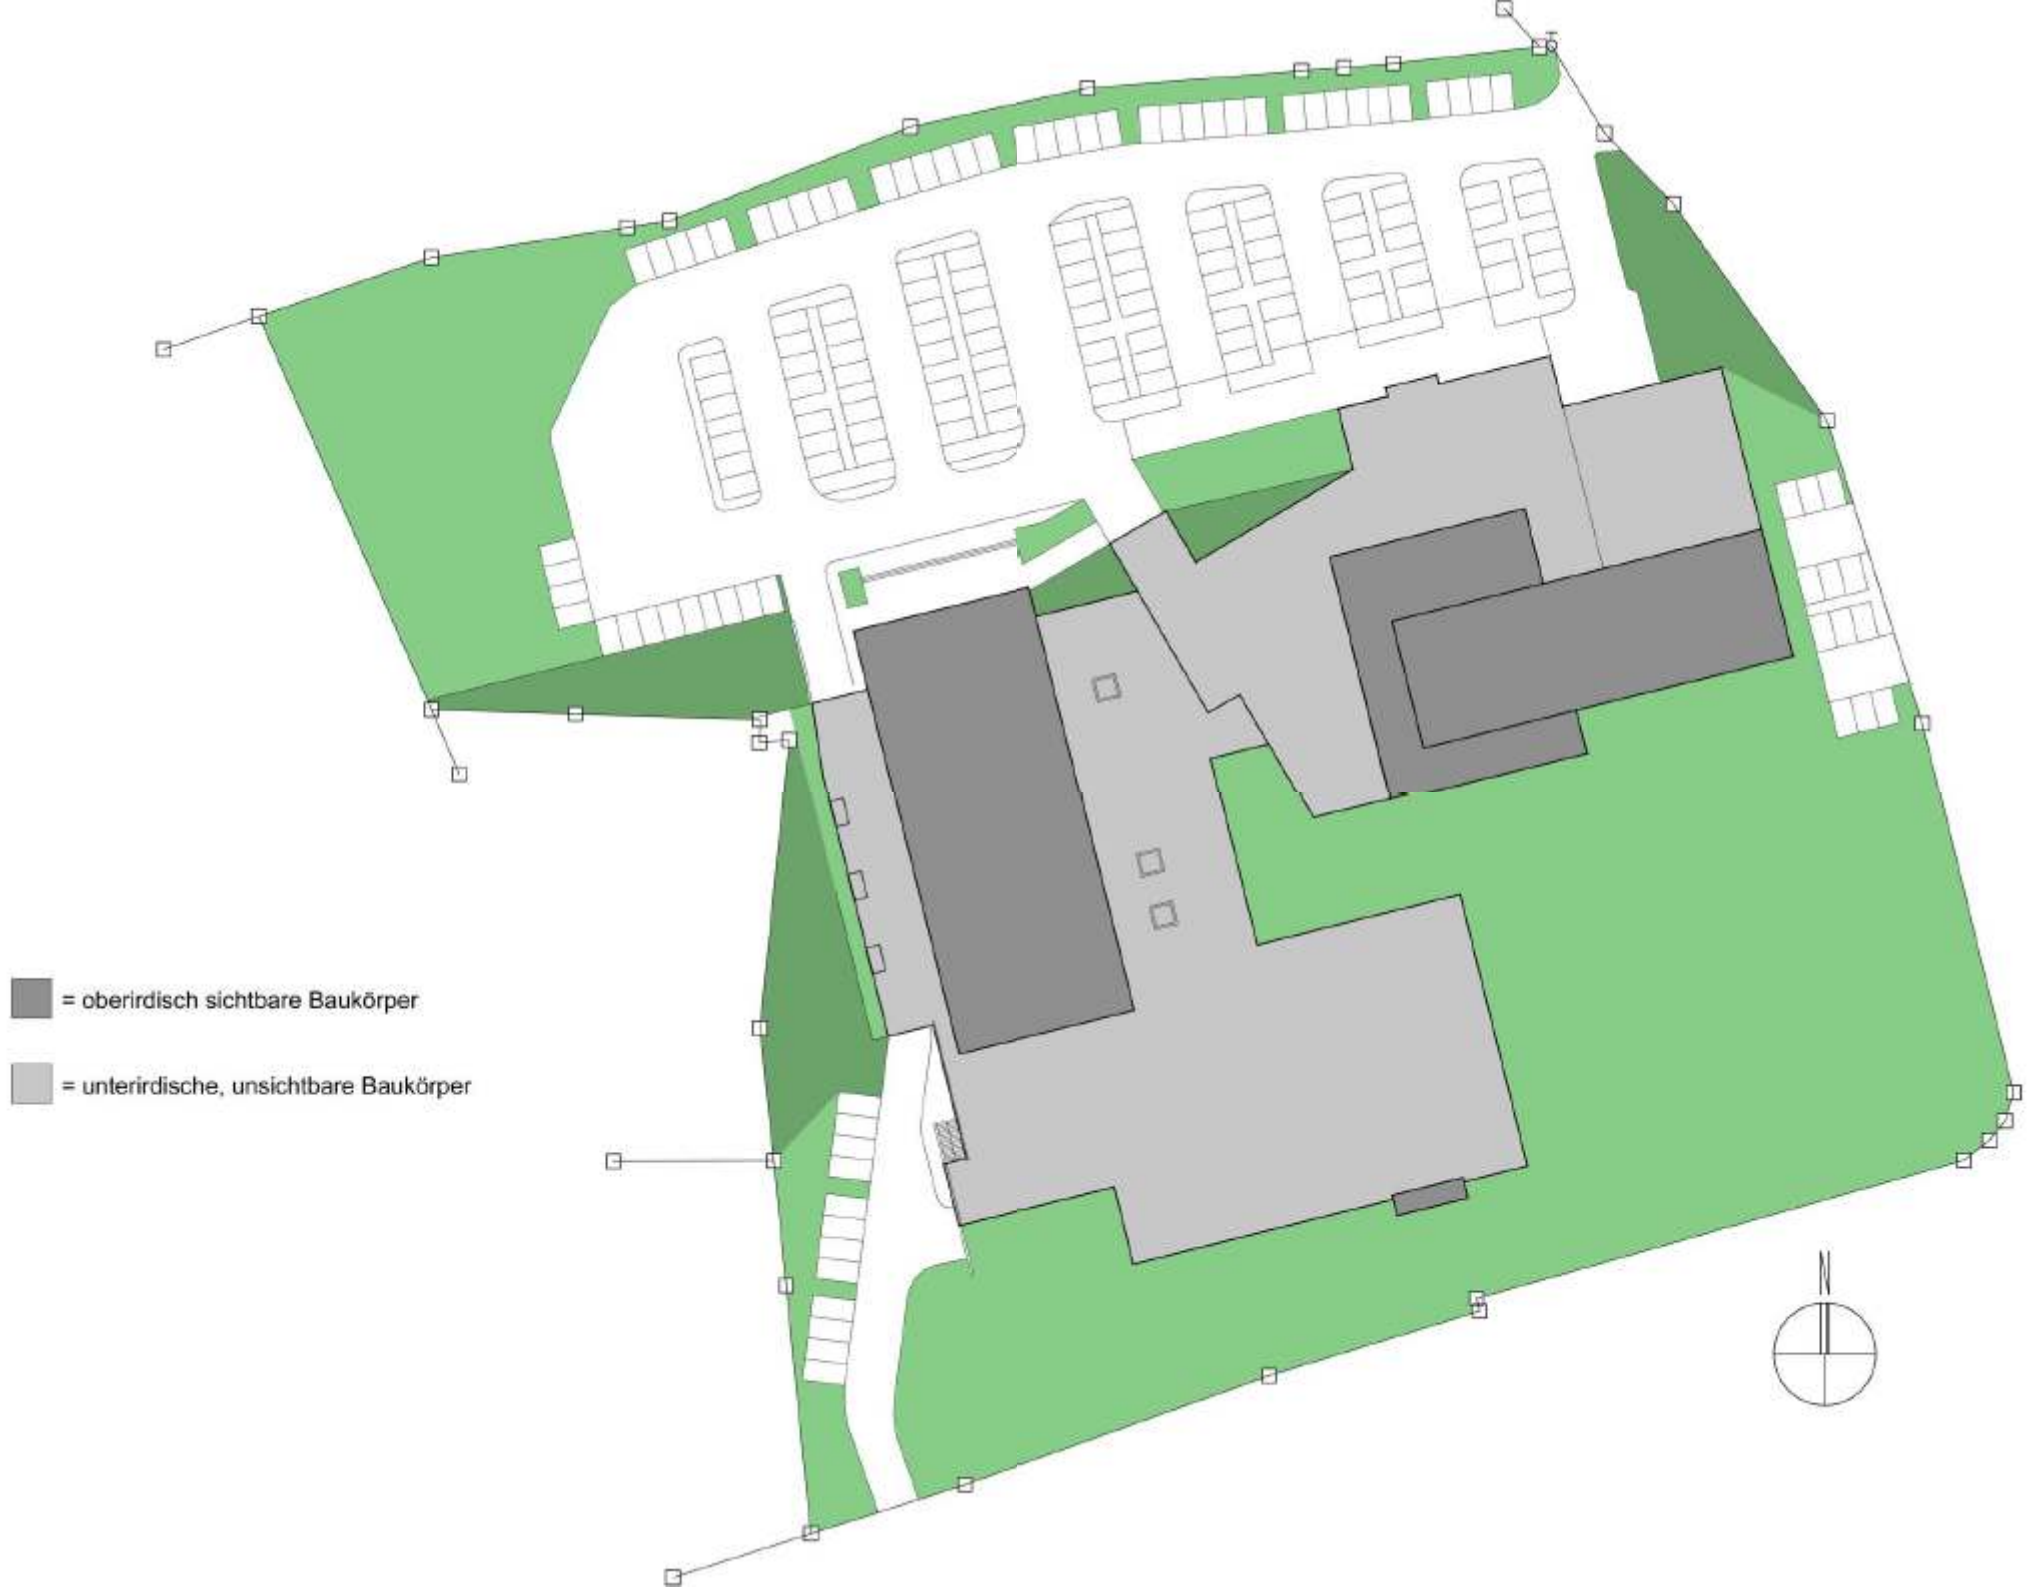 = oberirdisch sichtbare Baukörper
= unterirdische, unsichtbare Baukörper
N